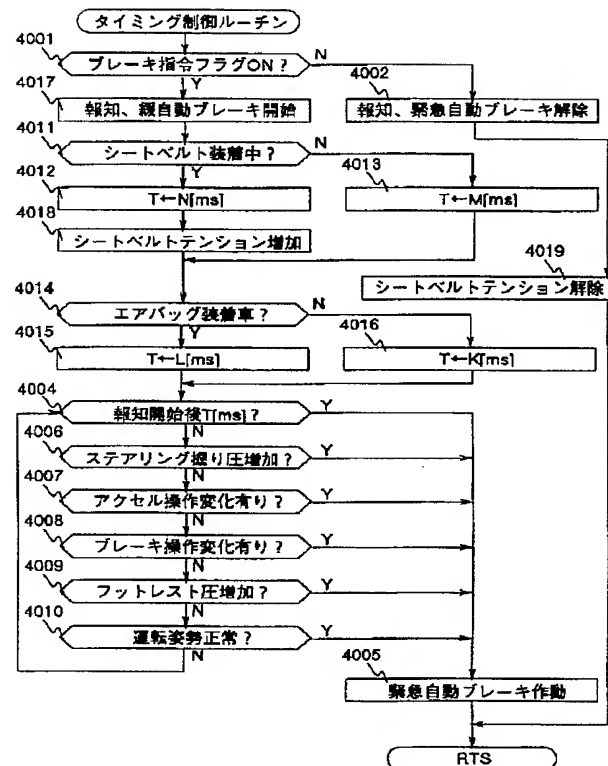 タイミング制御ルーチン
4001
ブレーキ指令フラグON？
N
Y
4017
報知、緩自動ブレーキ開始
4002
報知、緊急自動ブレーキ解除
4011
シートベルト装着中？
N
Y
4012
T←N[ms]
4013
T←M[ms]
4018
シートベルトテンション増加
4019
シートベルトテンション解除
4014
エアバッグ装着車？
N
Y
4015
T←L[ms]
4016
T←K[ms]
4004
報知開始後T[ms]？
Y
N
4006
ステアリング握り圧増加？
Y
N
4007
アクセル操作変化有り？
Y
N
4008
ブレーキ操作変化有り？
Y
N
4009
フットレスト圧増加？
Y
N
4010
運転姿勢正常？
Y
N
4005
緊急自動ブレーキ作動
RTS